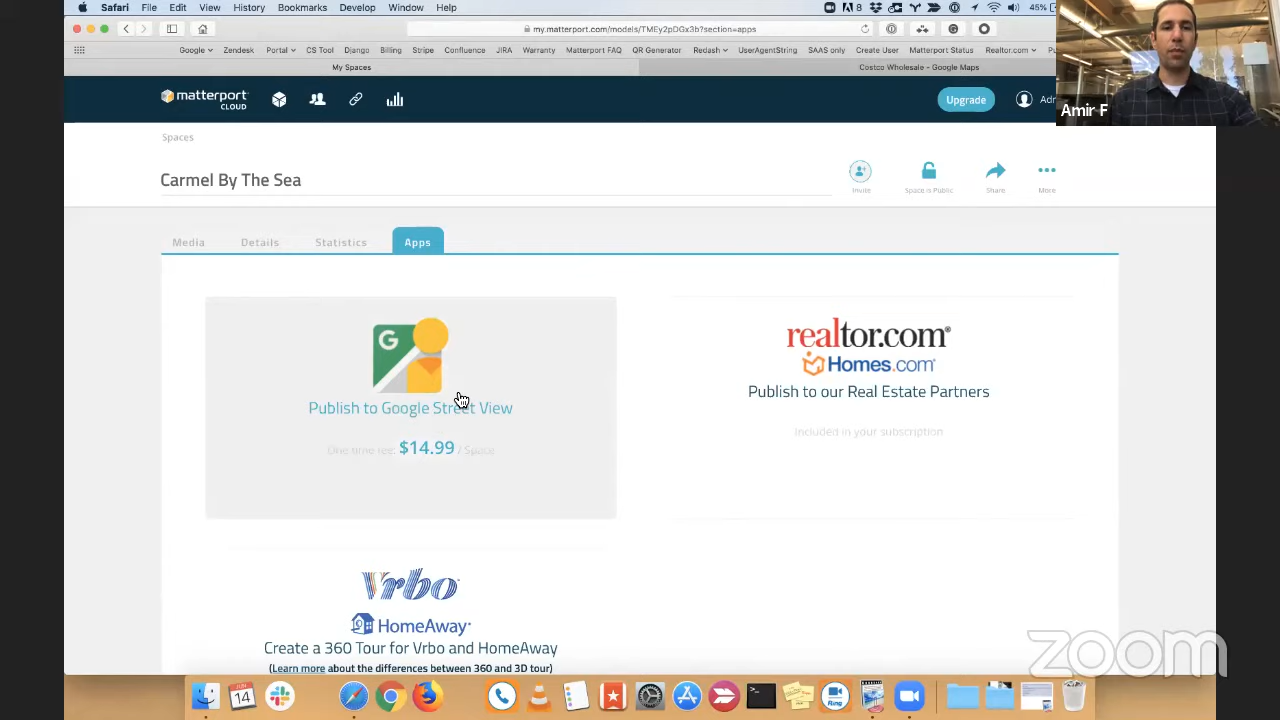 Safari File Edit View History Bookmarks Develop Window Help
my.matterport.com/models/TMEy2pDGx3b?section=apps
Google Zendesk Portal CS Tool Django Billing Stripe Confluence JIRA Warranty Matterport FAQ QR Generator Redash UserAgentString SAAS only Create User Matterport Status Realtor.com
My Spaces Costco Wholesale - Google Maps
matterport
CLOUD
Upgrade
Amir F
Spaces
Carmel By The Sea
Invite Space is Public Share More
Media Details Statistics Apps
G
Publish to Google Street View
One time fee: $14.99 / Space
realtor.com®
Homes.com
Publish to our Real Estate Partners
Included in your subscription
Vrbo
HomeAway
Create a 360 Tour for Vrbo and HomeAway
(Learn more about the differences between 360 and 3D tour)
zoom
14
Ring